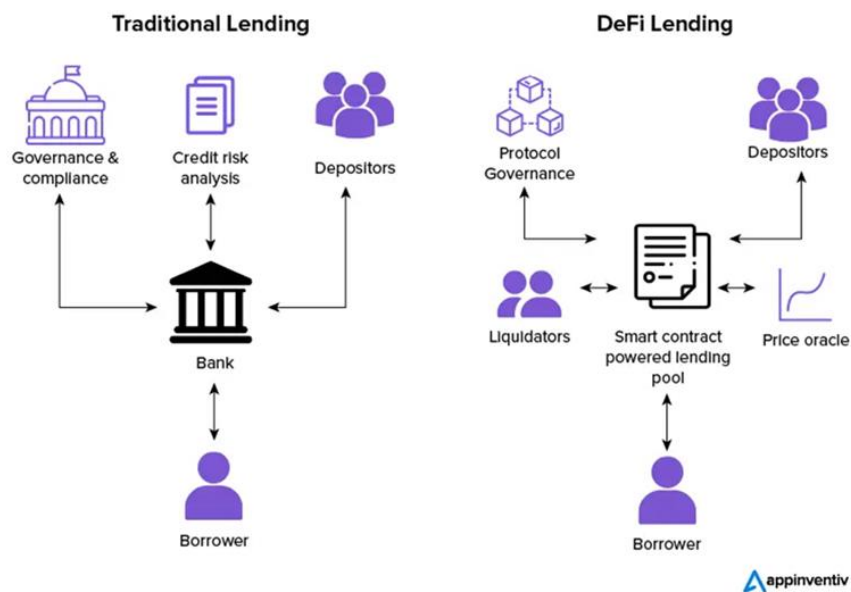 Traditional Lending
Governance &
compliance
Credit risk
analysis
Depositors
Bank
Borrower
DeFi Lending
Protocol
Governance
Depositors
Liquidators
Smart contract
powered lending
pool
Price oracle
Borrower
appinventiv